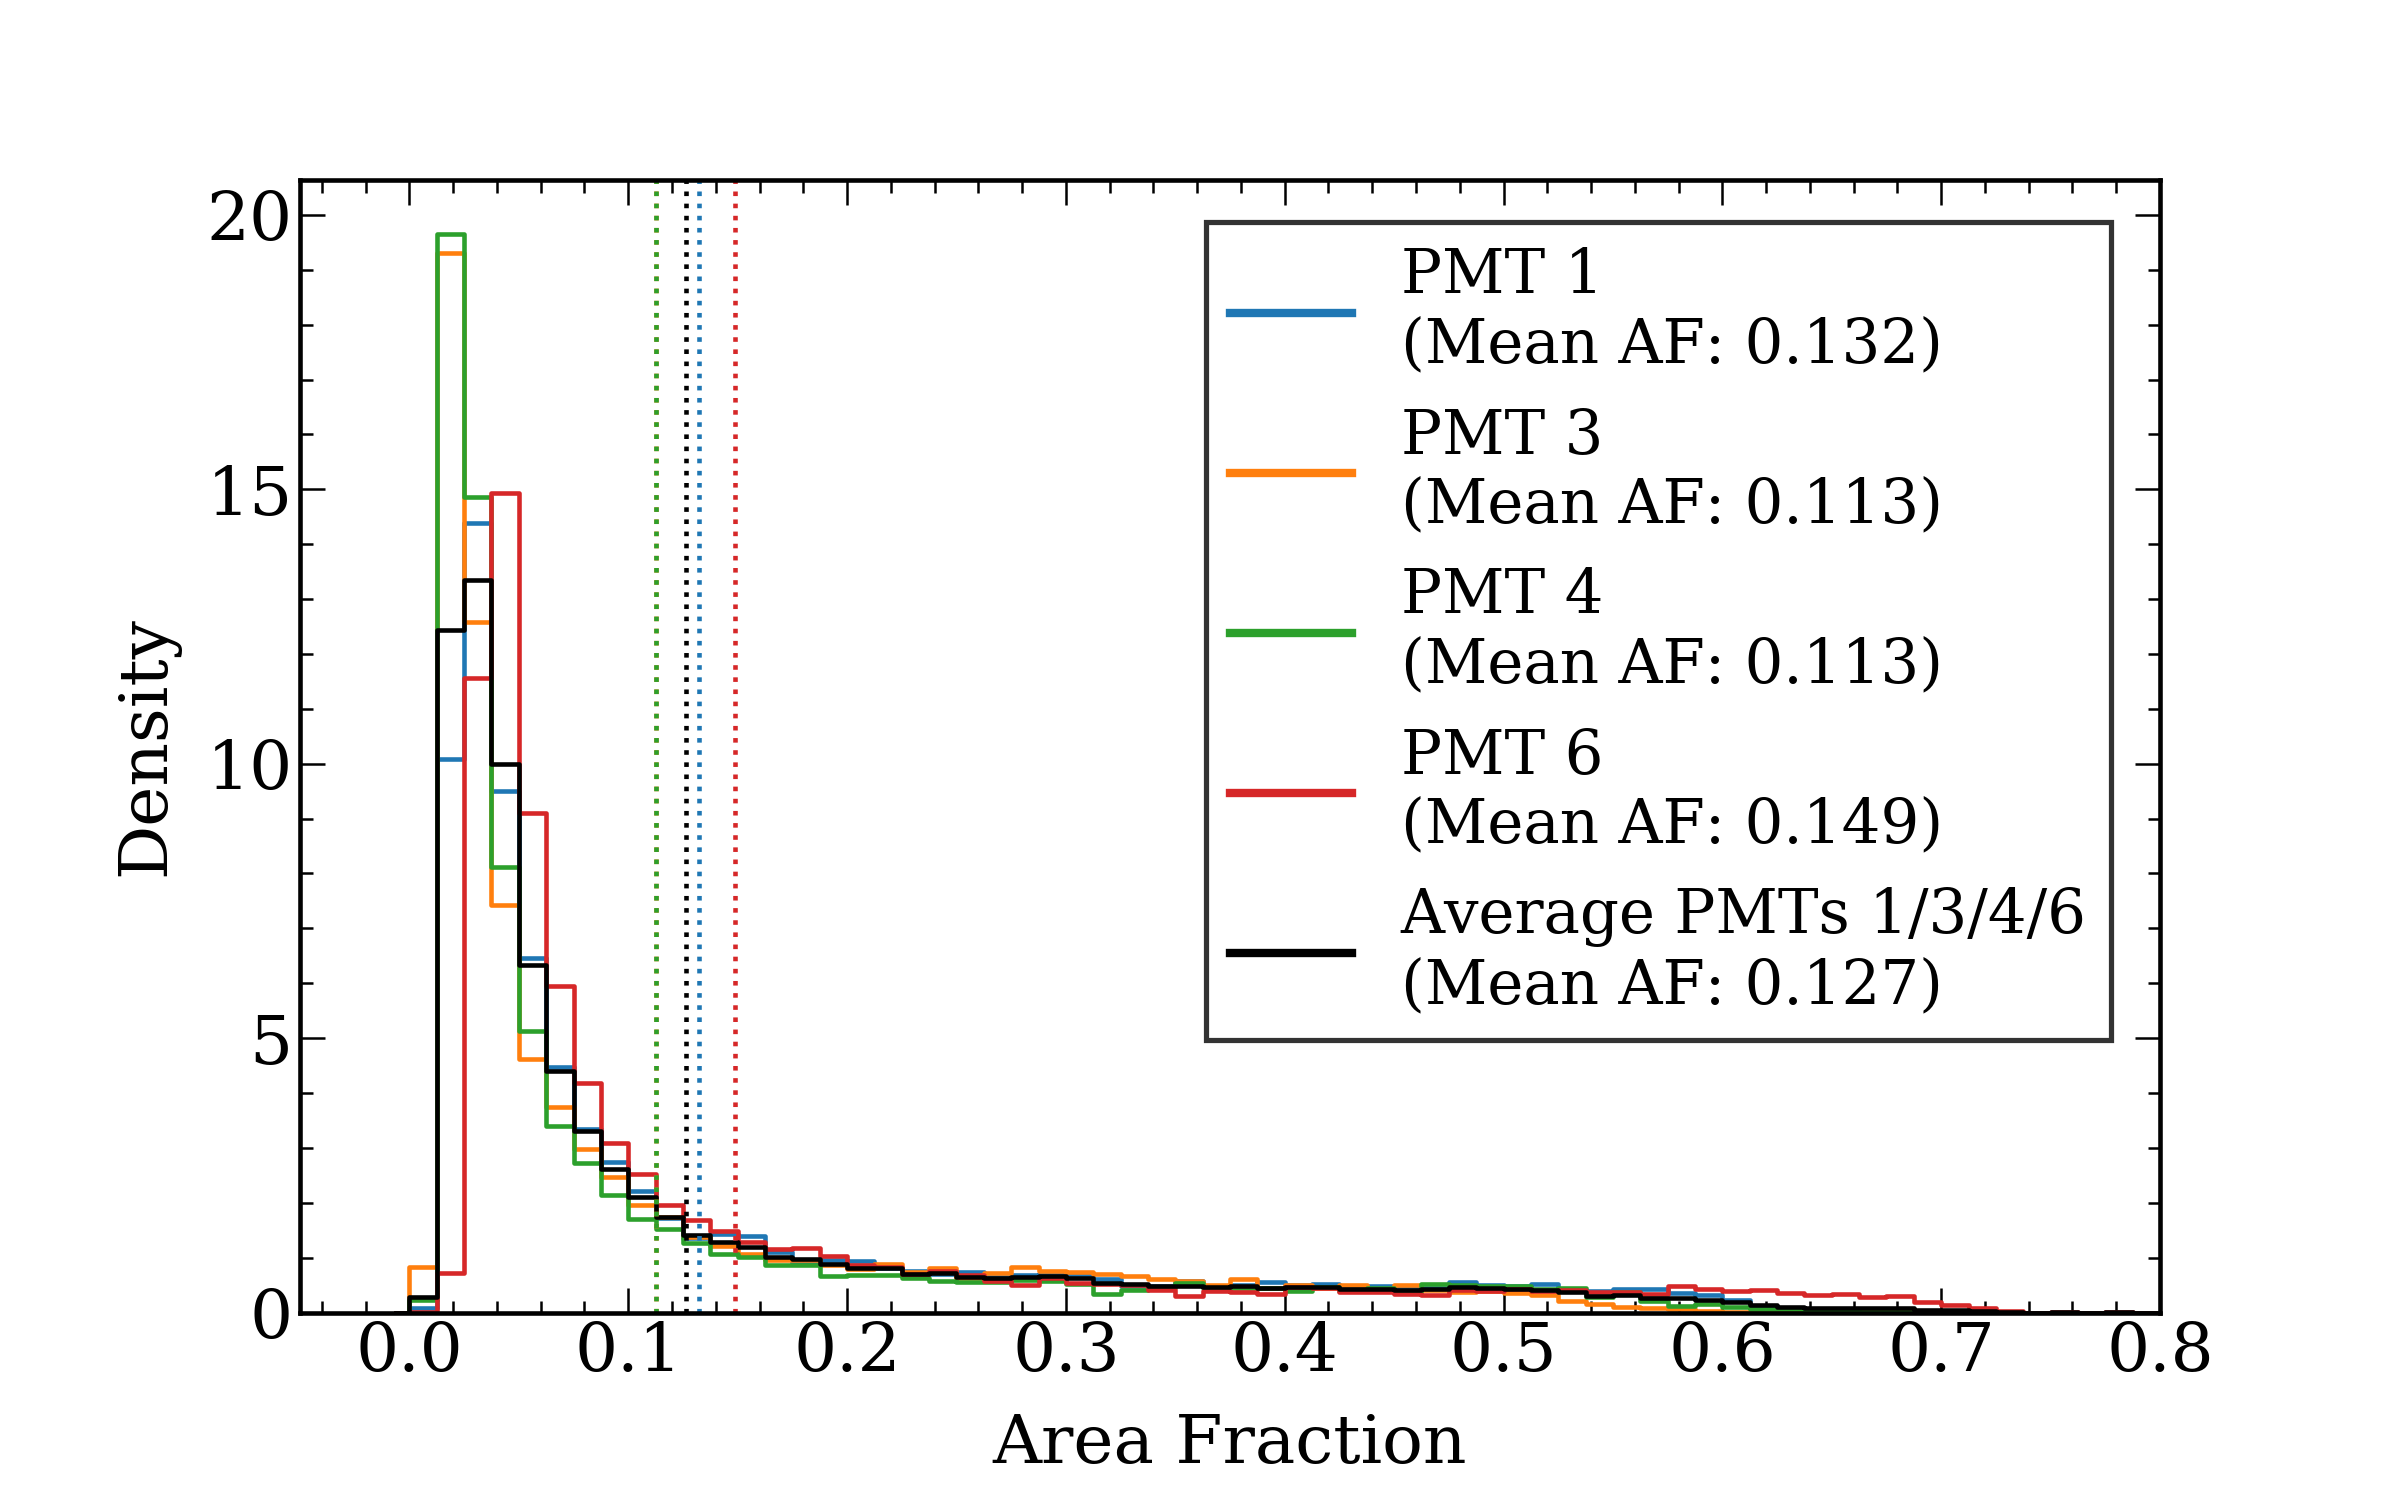 20
15
10
5
0
Density
PMT 1
(Mean AF: 0.132)
PMT 3
(Mean AF: 0.113)
PMT 4
(Mean AF: 0.113)
PMT 6
(Mean AF: 0.149)
Average PMTs 1/3/4/6
(Mean AF: 0.127)
0.0 0.1 0.2 0.3 0.4 0.5 0.6 0.7 0.8
Area Fraction